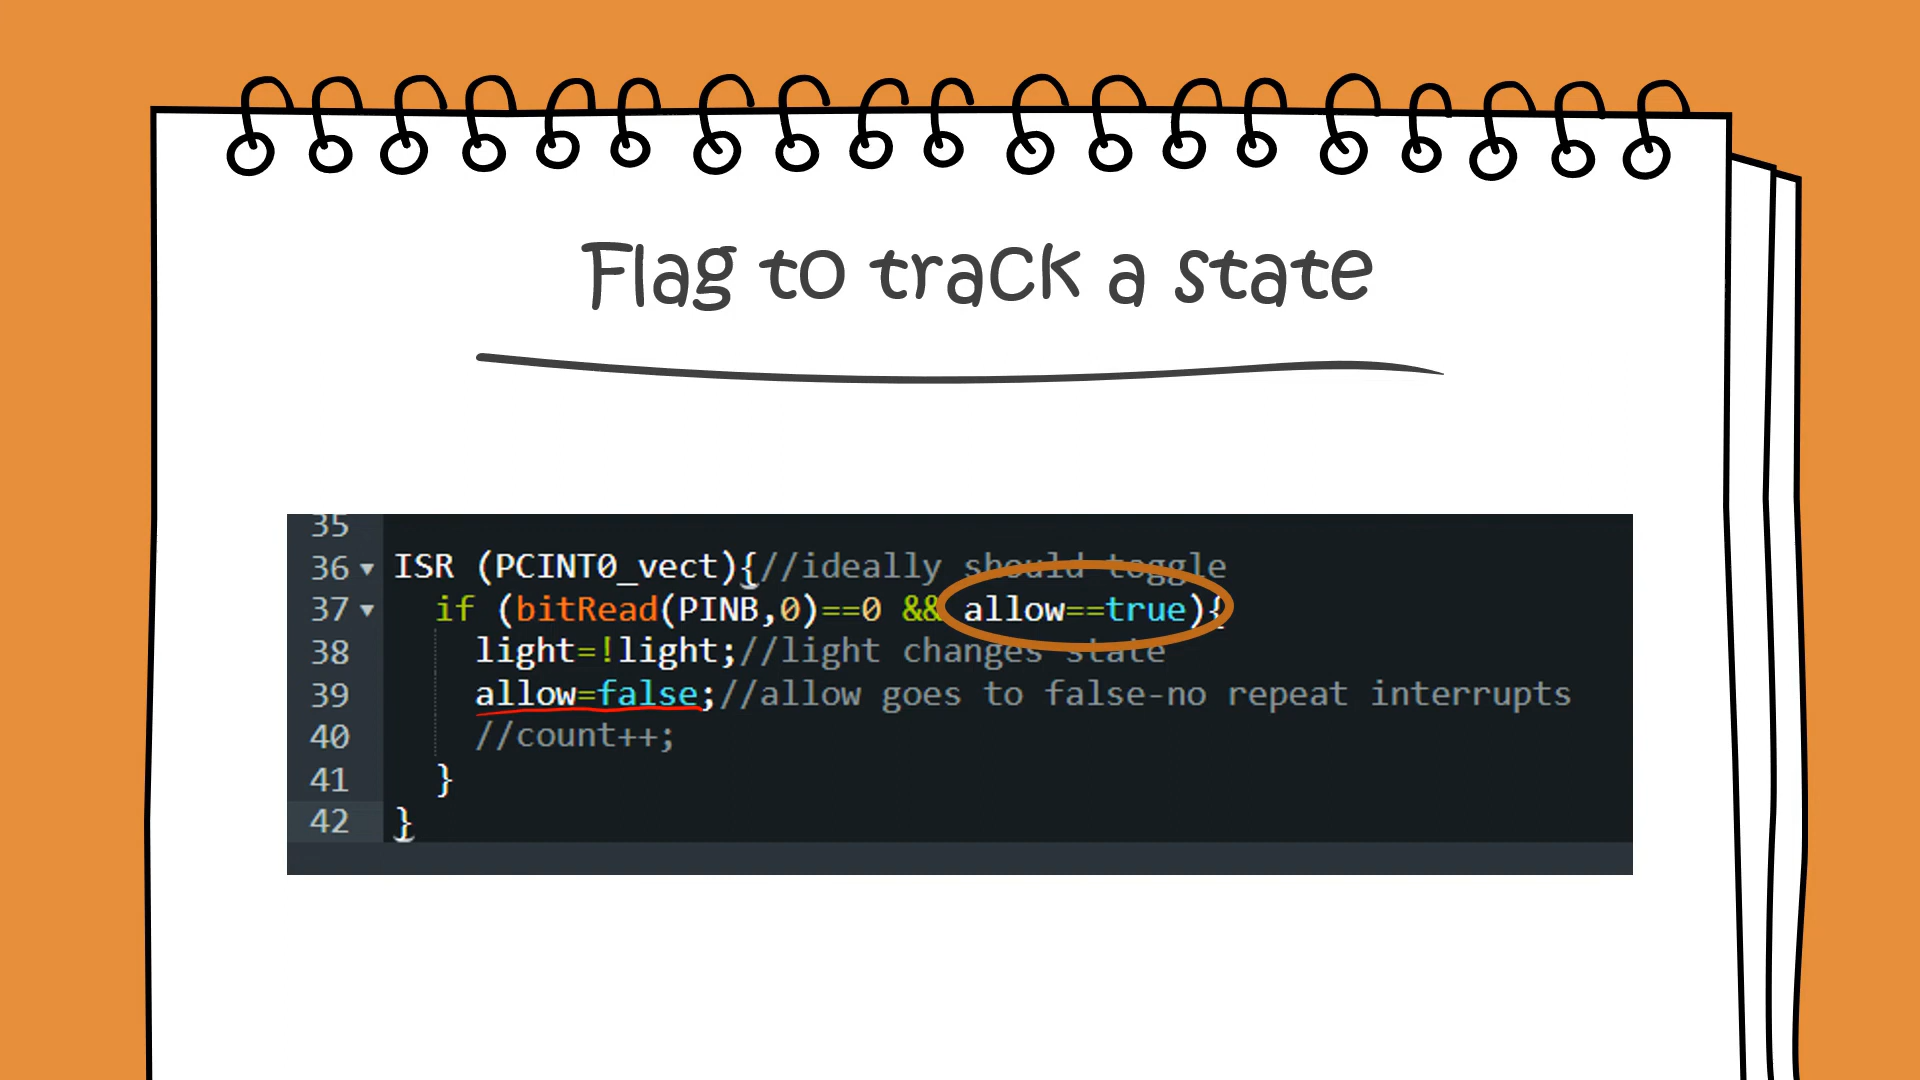 Flag to track a state
35
36 ISR (PCINT0_vect){//ideally should toggle
37 if (bitRead(PINB,0)==0 && allow==true){
38 light=!light;//light changes state
39 allow=false;//allow goes to false-no repeat interrupts
40 //count++;
41 }
42 }